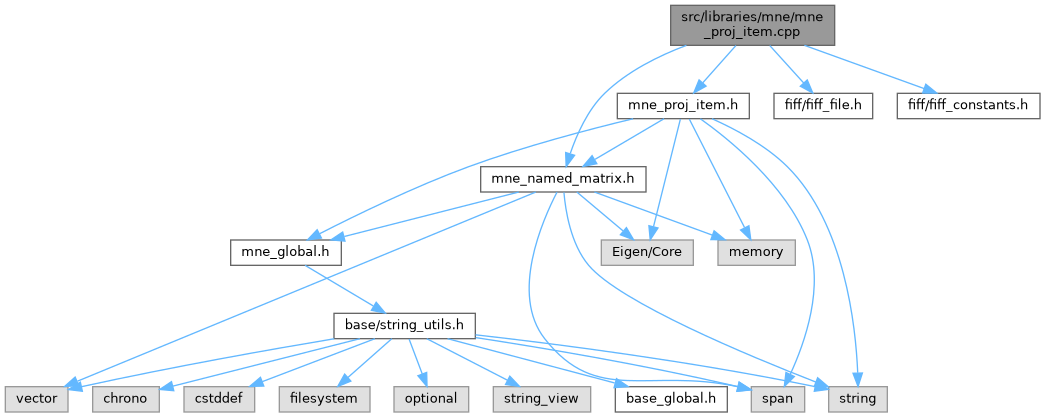 src/libraries/mne/mne
_proj_item.cpp
mne_proj_item.h
fiff/fiff_file.h
fiff/fiff_constants.h
mne_named_matrix.h
mne_global.h
Eigen/Core
memory
base/string_utils.h
vector
chrono
cstddef
filesystem
optional
string_view
base_global.h
span
string